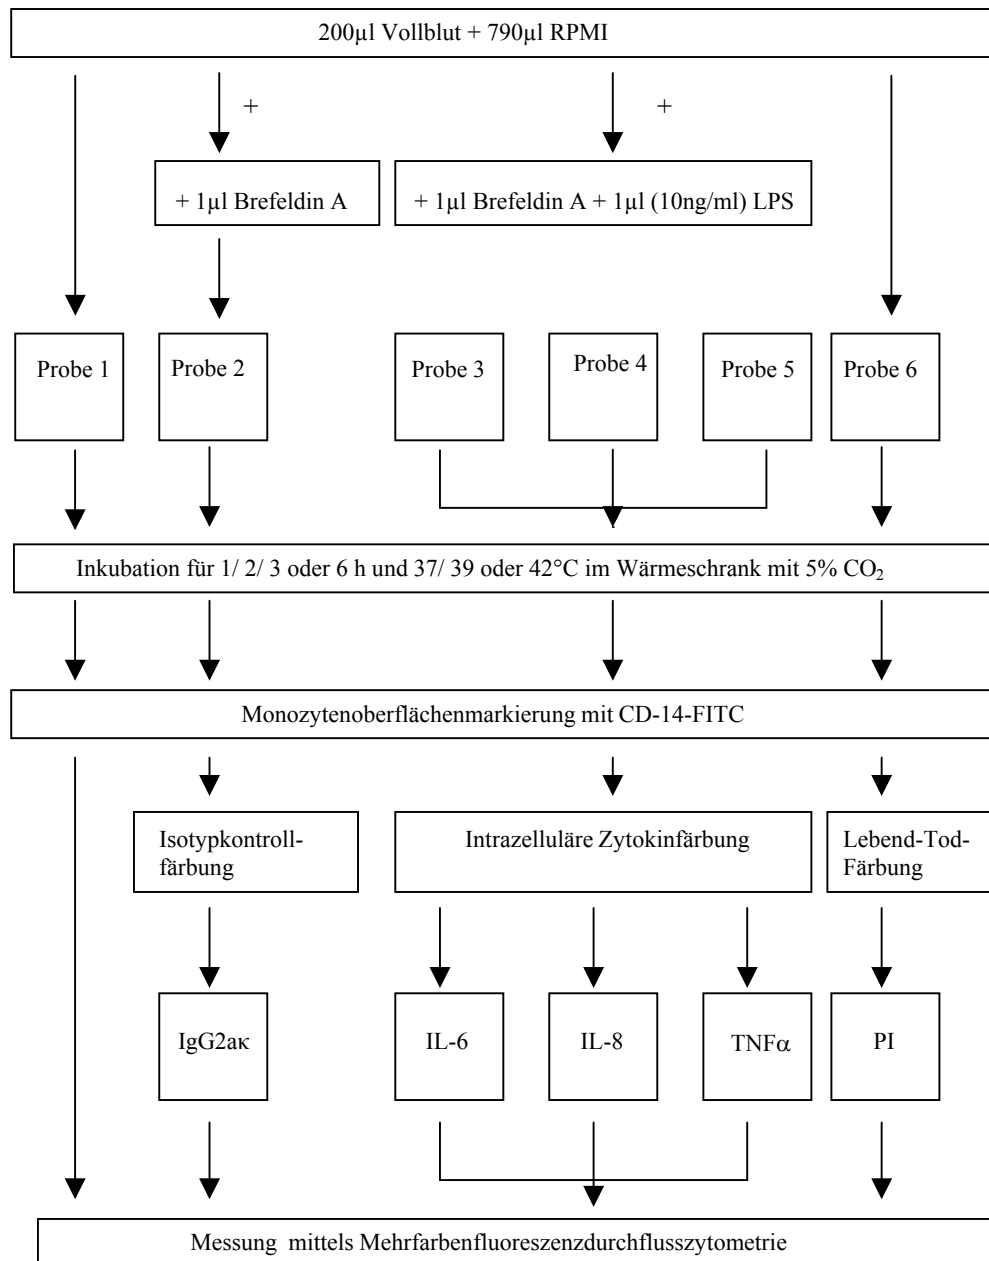 200µl Vollblut + 790µl RPMI
+
+
+ 1µl Brefeldin A
+ 1µl Brefeldin A + 1µl (10ng/ml) LPS
Probe 1
Probe 2
Probe 3
Probe 4
Probe 5
Probe 6
Inkubation für 1/ 2/ 3 oder 6 h und 37/ 39 oder 42°C im Wärmeschrank mit 5% CO₂
Monozytenoberflächenmarkierung mit CD-14-FITC
Isotypkontroll-
färbung
Intrazelluläre Zytokinfärbung
Lebend-Tod-
Färbung
IgG2aκ
IL-6
IL-8
TNFα
PI
Messung mittels Mehrfarbenfluoreszenzdurchflusszytometrie